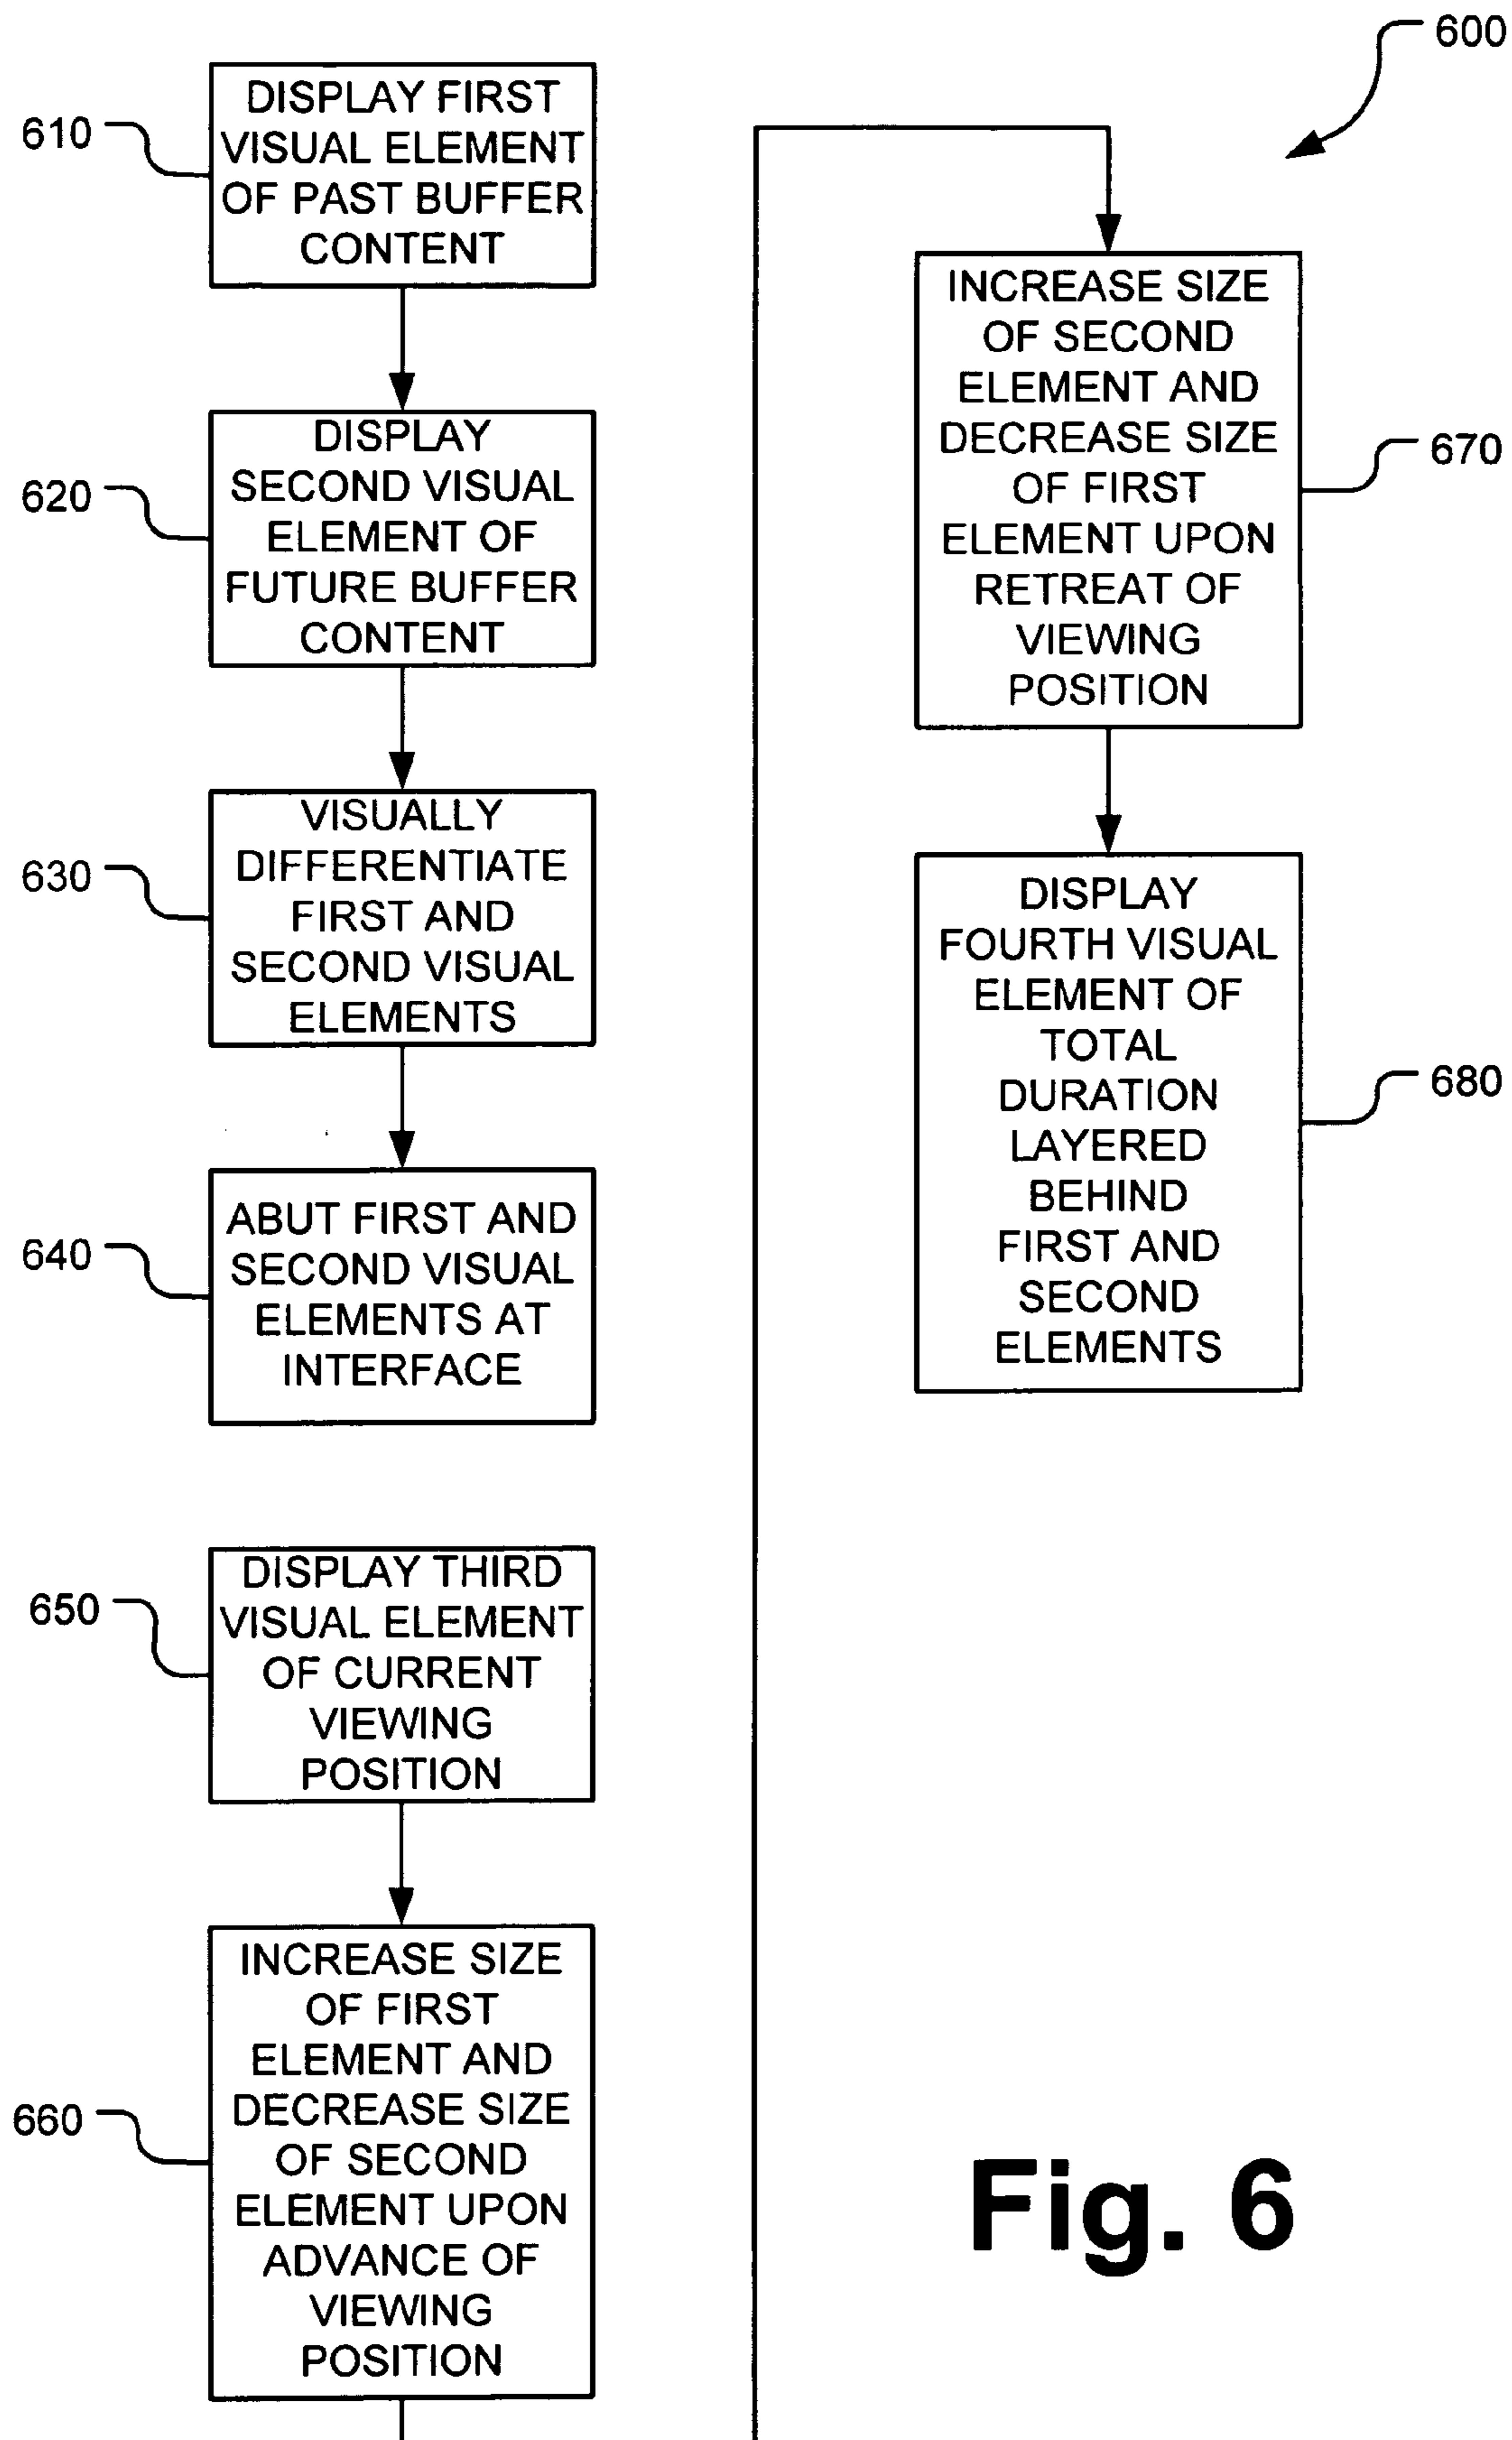 600
610
DISPLAY FIRST
VISUAL ELEMENT
OF PAST BUFFER
CONTENT
620
DISPLAY
SECOND VISUAL
ELEMENT OF
FUTURE BUFFER
CONTENT
630
VISUALLY
DIFFERENTIATE
FIRST AND
SECOND VISUAL
ELEMENTS
640
ABUT FIRST AND
SECOND VISUAL
ELEMENTS AT
INTERFACE
650
DISPLAY THIRD
VISUAL ELEMENT
OF CURRENT
VIEWING
POSITION
660
INCREASE SIZE
OF FIRST
ELEMENT AND
DECREASE SIZE
OF SECOND
ELEMENT UPON
ADVANCE OF
VIEWING
POSITION
INCREASE SIZE
OF SECOND
ELEMENT AND
DECREASE SIZE
OF FIRST
ELEMENT UPON
RETREAT OF
VIEWING
POSITION
670
DISPLAY
FOURTH VISUAL
ELEMENT OF
TOTAL
DURATION
LAYERED
BEHIND
FIRST AND
SECOND
ELEMENTS
680
Fig. 6